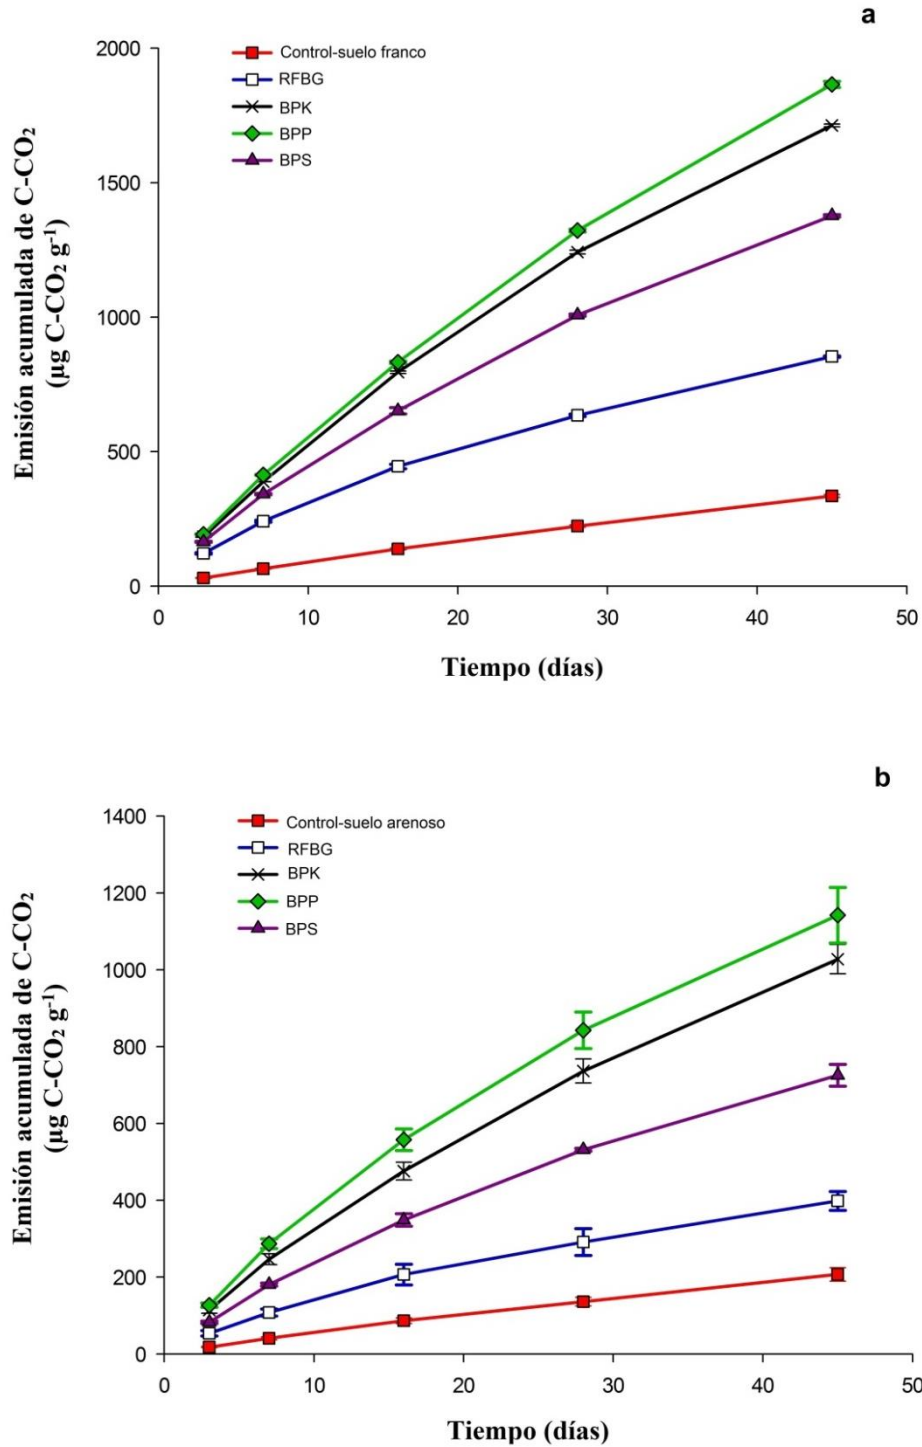 a
2000
1500
1000
500
0
Control-suelo franco
RFBG
BPK
BPP
BPS
Emisión acumulada de C-CO₂
(µg C-CO₂ g⁻¹)
0 10 20 30 40 50
Tiempo (días)
b
1400
1200
1000
800
600
400
200
0
Control-suelo arenoso
RFBG
BPK
BPP
BPS
Emisión acumulada de C-CO₂
(µg C-CO₂ g⁻¹)
0 10 20 30 40 50
Tiempo (días)